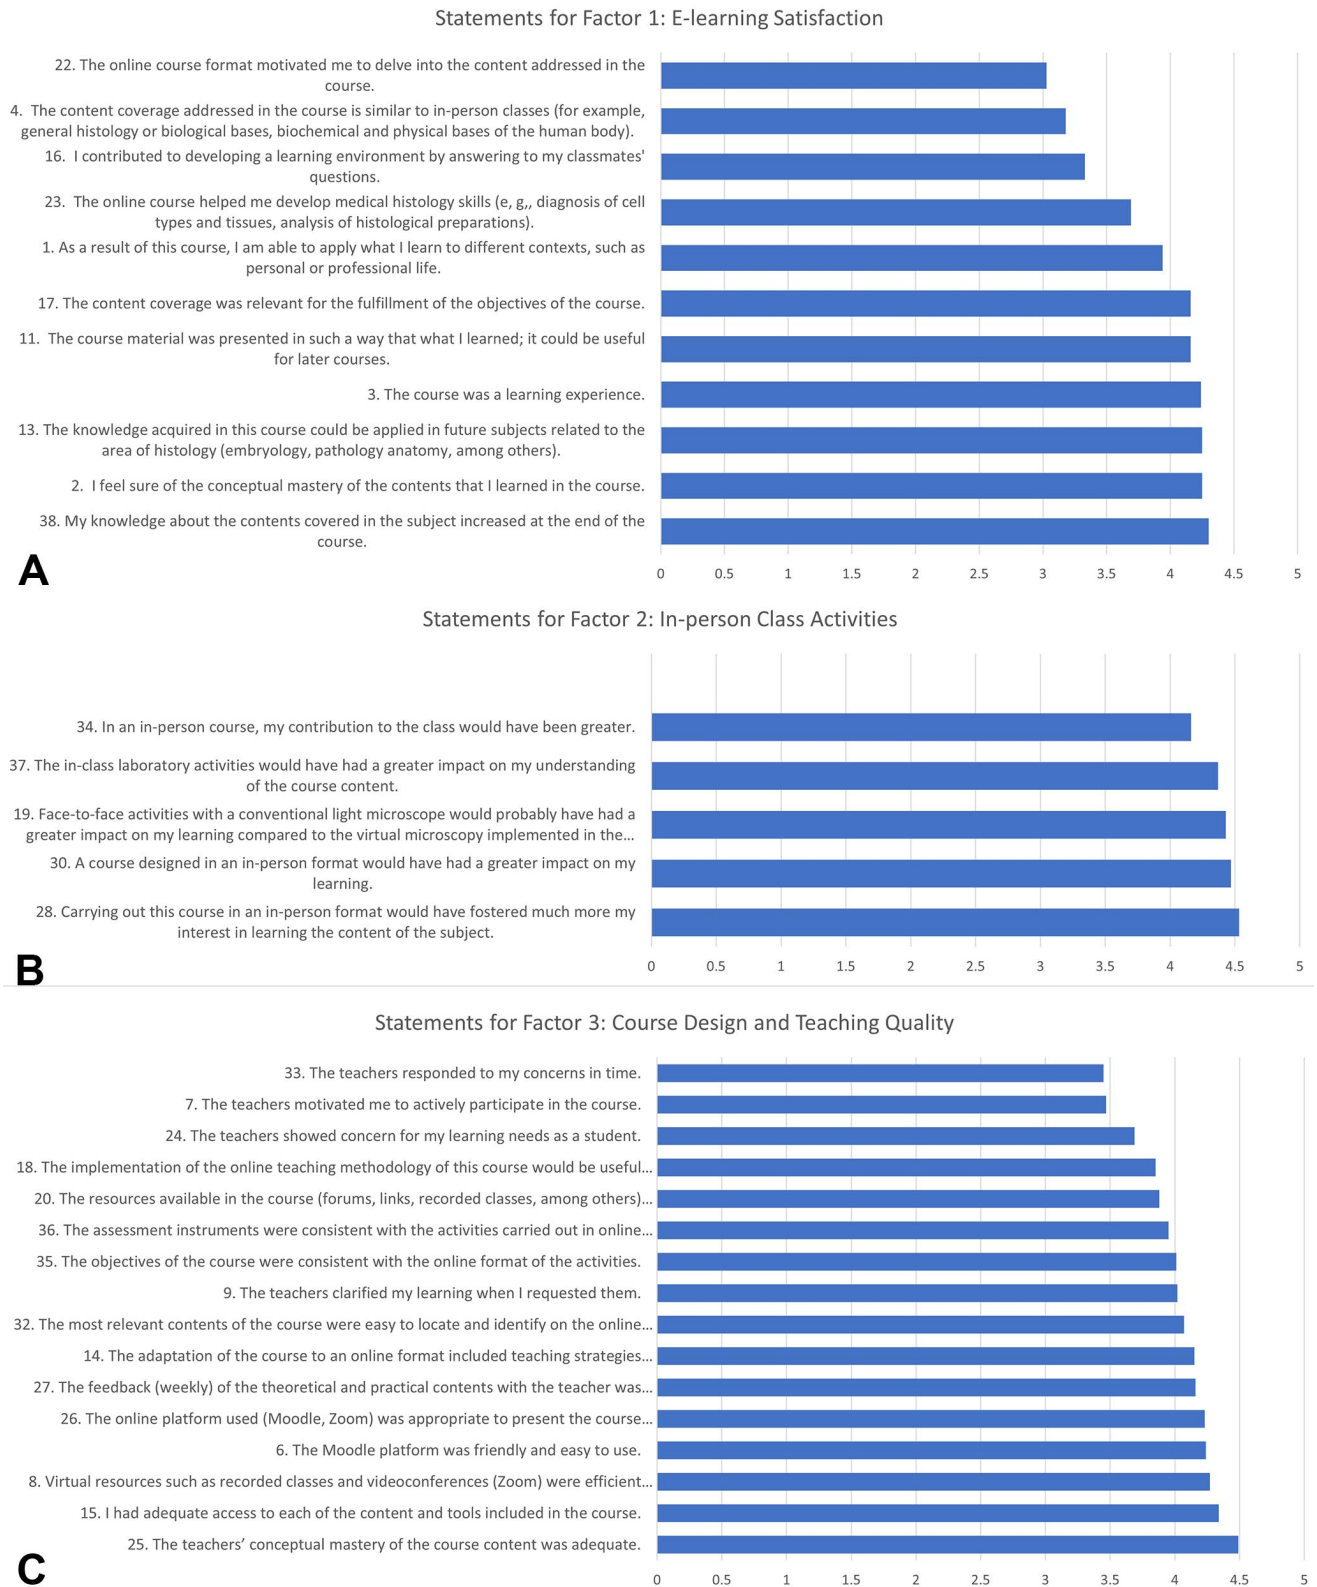 Statements for Factor 1: E-learning Satisfaction
22. The online course format motivated me to delve into the content addressed in the
course.
4.  The content coverage addressed in the course is similar to in-person classes (for example,
general histology or biological bases, biochemical and physical bases of the human body).
16.  I contributed to developing a learning environment by answering to my classmates'
questions.
23.  The online course helped me develop medical histology skills (e, g,, diagnosis of cell
types and tissues, analysis of histological preparations).
1. As a result of this course, I am able to apply what I learn to different contexts, such as
personal or professional life.
17. The content coverage was relevant for the fulfillment of the objectives of the course.
11.  The course material was presented in such a way that what I learned; it could be useful
for later courses.
3. The course was a learning experience.
13. The knowledge acquired in this course could be applied in future subjects related to the
area of histology (embryology, pathology anatomy, among others).
2.  I feel sure of the conceptual mastery of the contents that I learned in the course.
38. My knowledge about the contents covered in the subject increased at the end of the
course.
A
0 0.5 1 1.5 2 2.5 3 3.5 4 4.5 5
Statements for Factor 2: In-person Class Activities
34. In an in-person course, my contribution to the class would have been greater.
37. The in-class laboratory activities would have had a greater impact on my understanding
of the course content.
19. Face-to-face activities with a conventional light microscope would probably have had a
greater impact on my learning compared to the virtual microscopy implemented in the...
30. A course designed in an in-person format would have had a greater impact on my
learning.
28. Carrying out this course in an in-person format would have fostered much more my
interest in learning the content of the subject.
B
0 0.5 1 1.5 2 2.5 3 3.5 4 4.5 5
Statements for Factor 3: Course Design and Teaching Quality
33. The teachers responded to my concerns in time.
7. The teachers motivated me to actively participate in the course.
24. The teachers showed concern for my learning needs as a student.
18. The implementation of the online teaching methodology of this course would be useful...
20. The resources available in the course (forums, links, recorded classes, among others)...
36. The assessment instruments were consistent with the activities carried out in online...
35. The objectives of the course were consistent with the online format of the activities.
9. The teachers clarified my learning when I requested them.
32. The most relevant contents of the course were easy to locate and identify on the online...
14. The adaptation of the course to an online format included teaching strategies...
27. The feedback (weekly) of the theoretical and practical contents with the teacher was...
26. The online platform used (Moodle, Zoom) was appropriate to present the course...
6. The Moodle platform was friendly and easy to use.
8. Virtual resources such as recorded classes and videoconferences (Zoom) were efficient...
15. I had adequate access to each of the content and tools included in the course.
25. The teachers’ conceptual mastery of the course content was adequate.
C
0 0.5 1 1.5 2 2.5 3 3.5 4 4.5 5